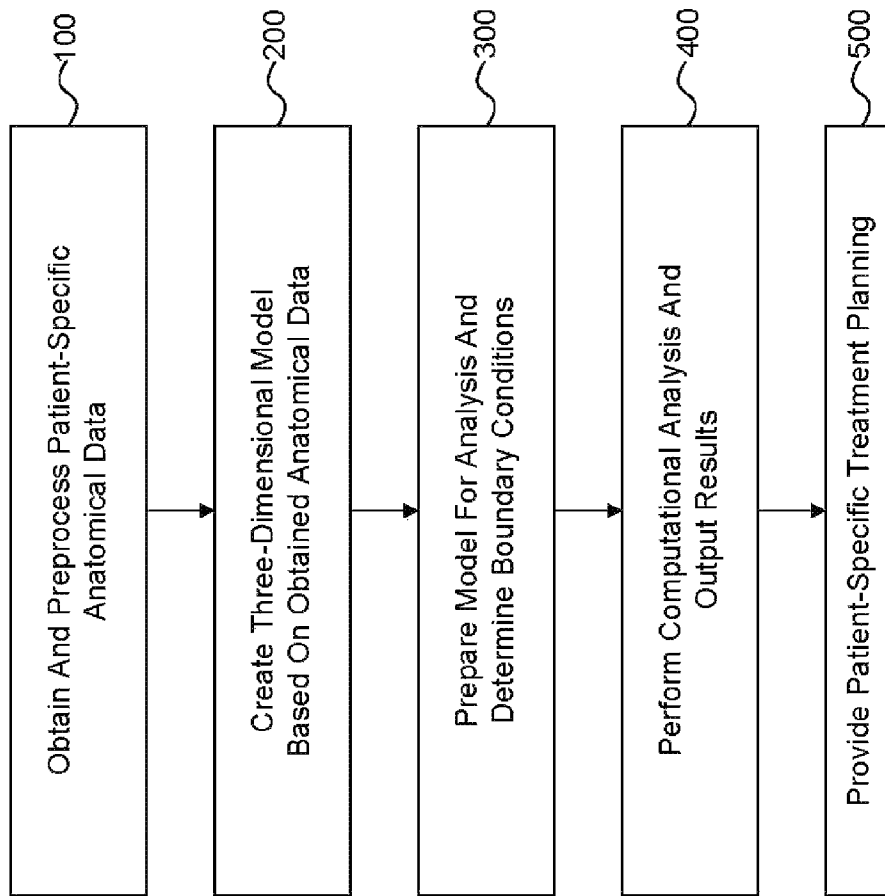 Obtain And Preprocess Patient-Specific
Anatomical Data
100
Create Three-Dimensional Model
Based On Obtained Anatomical Data
200
Prepare Model For Analysis And
Determine Boundary Conditions
300
Perform Computational Analysis And
Output Results
400
Provide Patient-Specific Treatment Planning
500